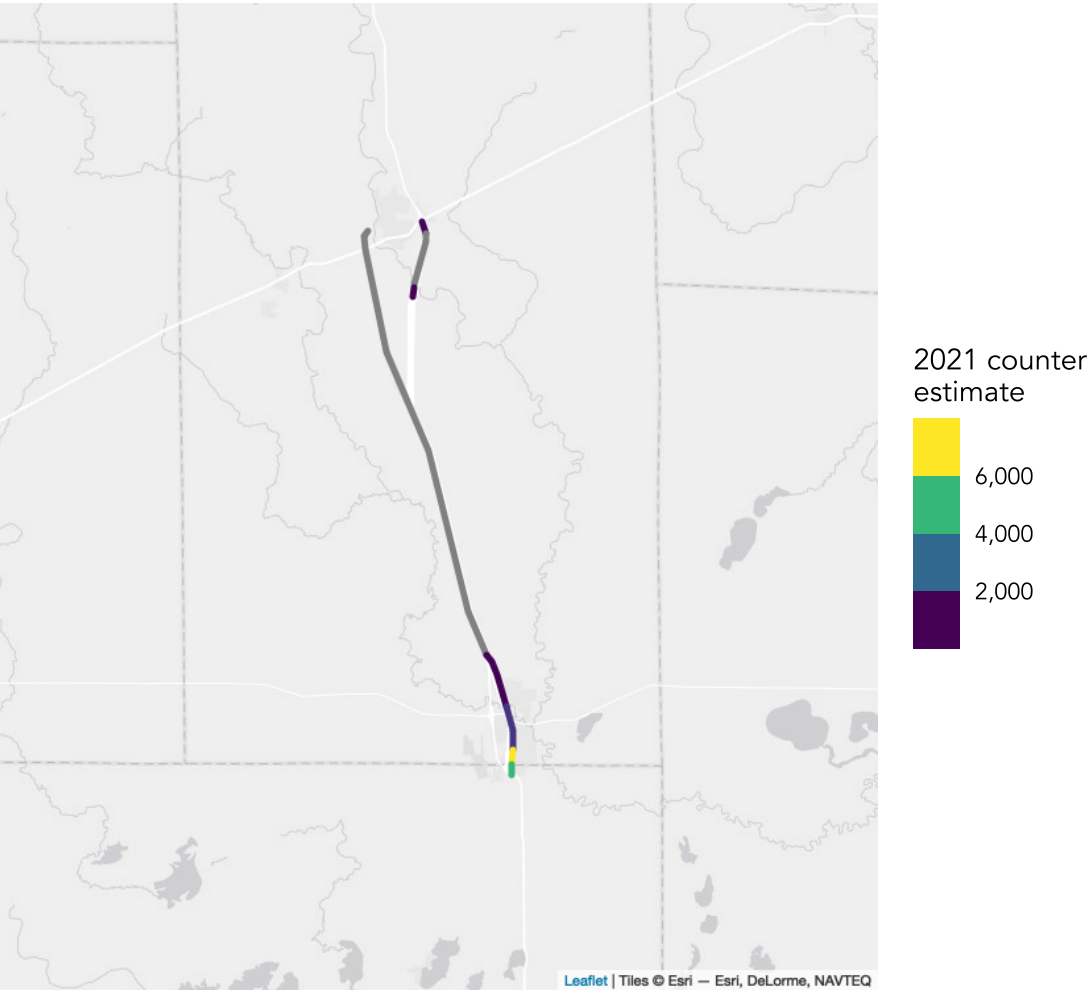 2021 counter
estimate
6,000
4,000
2,000
Leaflet | Tiles © Esri — Esri, DeLorme, NAVTEQ